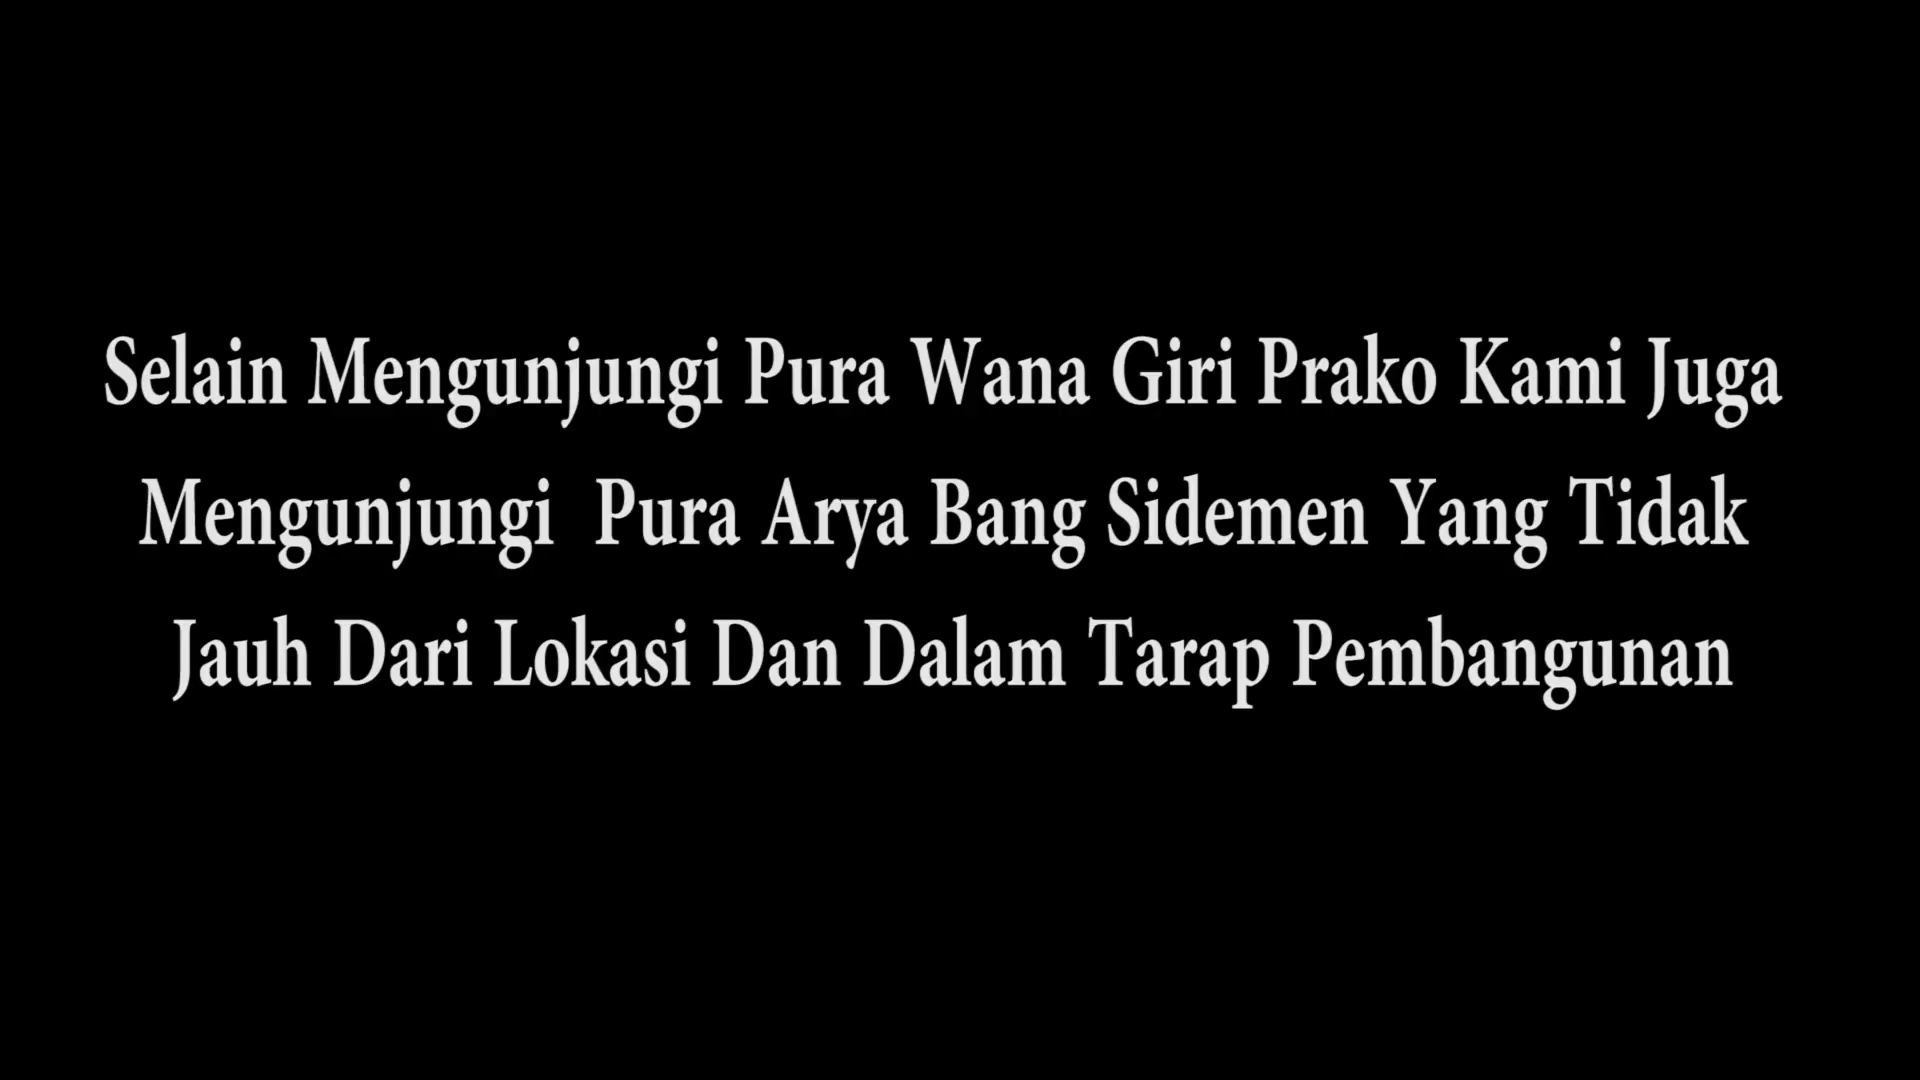 Selain Mengunjungi Pura Wana Giri Prako Kami Juga
Mengunjungi  Pura Arya Bang Sidemen Yang Tidak
Jauh Dari Lokasi Dan Dalam Tarap Pembangunan